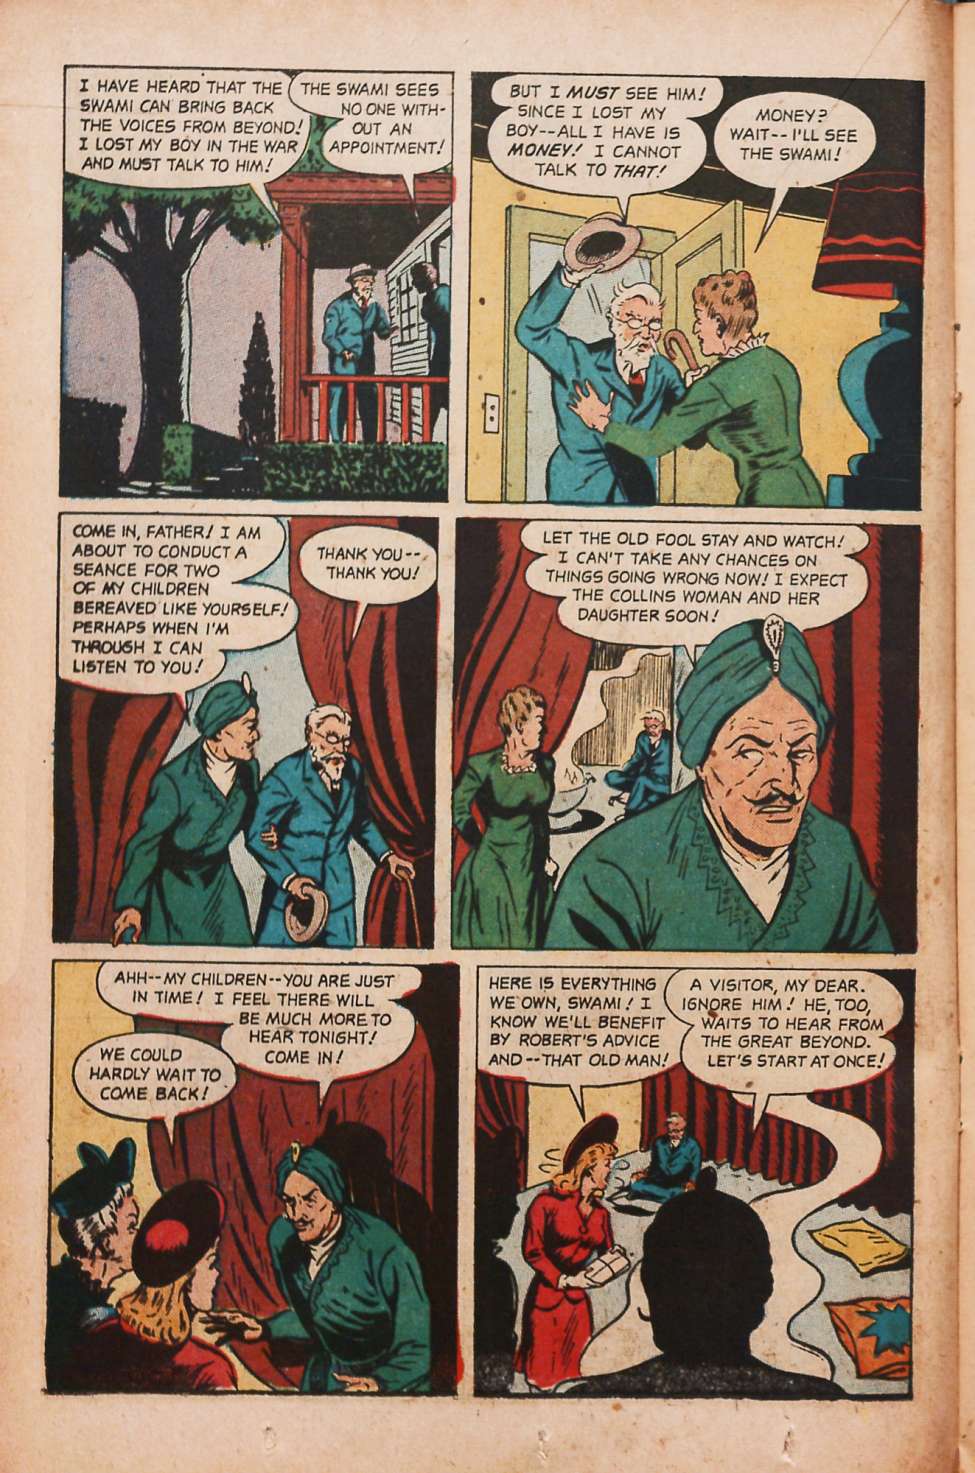 I HAVE HEARD THAT THE
SWAMI CAN BRING BACK
THE VOICES FROM BEYOND!
I LOST MY BOY IN THE WAR
AND MUST TALK TO HIM!
THE SWAMI SEES
NO ONE WITH-
OUT AN
APPOINTMENT!
BUT I MUST SEE HIM!
SINCE I LOST MY
BOY--ALL I HAVE IS
MONEY! I CANNOT
TALK TO THAT!
MONEY?
WAIT--I'LL SEE
THE SWAMI!
COME IN, FATHER! I AM
ABOUT TO CONDUCT A
SEANCE FOR TWO
OF MY CHILDREN
BEREAVED LIKE YOURSELF!
PERHAPS WHEN I'M
THROUGH I CAN
LISTEN TO YOU!
THANK YOU--
THANK YOU!
LET THE OLD FOOL STAY AND WATCH!
I CAN'T TAKE ANY CHANCES ON
THINGS GOING WRONG NOW! I EXPECT
THE COLLINS WOMAN AND HER
DAUGHTER SOON!
AHH--MY CHILDREN--YOU ARE JUST
IN TIME! I FEEL THERE WILL
BE MUCH MORE TO
HEAR TONIGHT!
COME IN!
WE COULD
HARDLY WAIT TO
COME BACK!
HERE IS EVERYTHING
WE OWN, SWAMI! I
KNOW WE'LL BENEFIT
BY ROBERT'S ADVICE
AND--THAT OLD MAN!
A VISITOR, MY DEAR.
IGNORE HIM! HE, TOO,
WAITS TO HEAR FROM
THE GREAT BEYOND.
LET'S START AT ONCE!